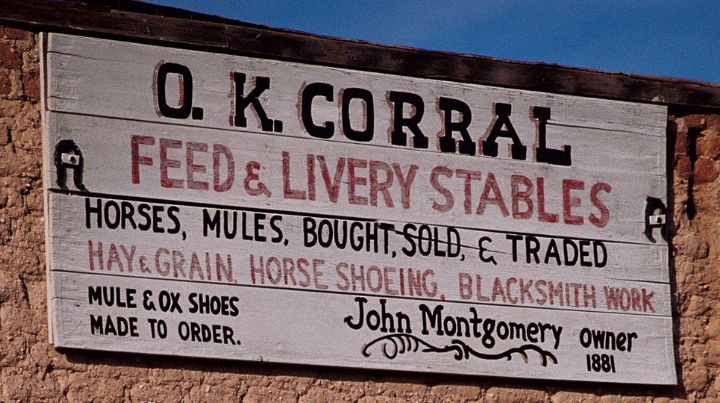 O. K. CORRAL
FEED & LIVERY STABLES
HORSES, MULES, BOUGHT, SOLD, & TRADED
HAY & GRAIN, HORSE SHOEING, BLACKSMITH WORK
MULE & OX SHOES
MADE TO ORDER.
John Montgomery OWNER
1881